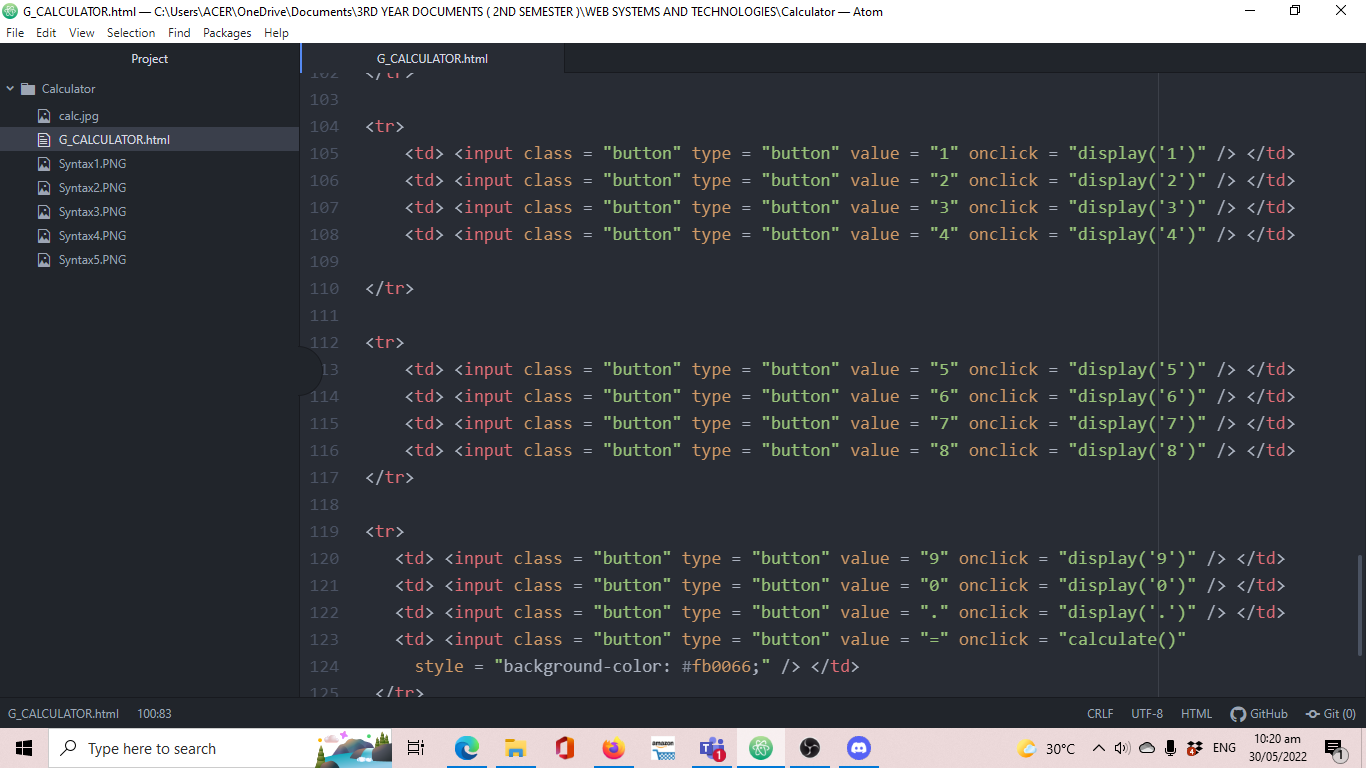 G_CALCULATOR.html — C:\Users\ACER\OneDrive\Documents\3RD YEAR DOCUMENTS ( 2ND SEMESTER )\WEB SYSTEMS AND TECHNOLOGIES\Calculator — Atom
File Edit View Selection Find Packages Help
Project
Calculator
calc.jpg
G_CALCULATOR.html
Syntax1.PNG
Syntax2.PNG
Syntax3.PNG
Syntax4.PNG
Syntax5.PNG
G_CALCULATOR.html
102 </tr>
103
104 <tr>
105 <td> <input class = "button" type = "button" value = "1" onclick = "display('1')" /> </td>
106 <td> <input class = "button" type = "button" value = "2" onclick = "display('2')" /> </td>
107 <td> <input class = "button" type = "button" value = "3" onclick = "display('3')" /> </td>
108 <td> <input class = "button" type = "button" value = "4" onclick = "display('4')" /> </td>
109
110 </tr>
111
112 <tr>
13 <td> <input class = "button" type = "button" value = "5" onclick = "display('5')" /> </td>
114 <td> <input class = "button" type = "button" value = "6" onclick = "display('6')" /> </td>
115 <td> <input class = "button" type = "button" value = "7" onclick = "display('7')" /> </td>
116 <td> <input class = "button" type = "button" value = "8" onclick = "display('8')" /> </td>
117 </tr>
118
119 <tr>
120 <td> <input class = "button" type = "button" value = "9" onclick = "display('9')" /> </td>
121 <td> <input class = "button" type = "button" value = "0" onclick = "display('0')" /> </td>
122 <td> <input class = "button" type = "button" value = "." onclick = "display('.')" /> </td>
123 <td> <input class = "button" type = "button" value = "=" onclick = "calculate()"
124 style = "background-color: #fb0066;" /> </td>
125 </tr>
G_CALCULATOR.html 100:83 CRLF UTF-8 HTML GitHub Git (0)
Type here to search
amazon
1
30°C
4
ENG
10:20 am
30/05/2022
1